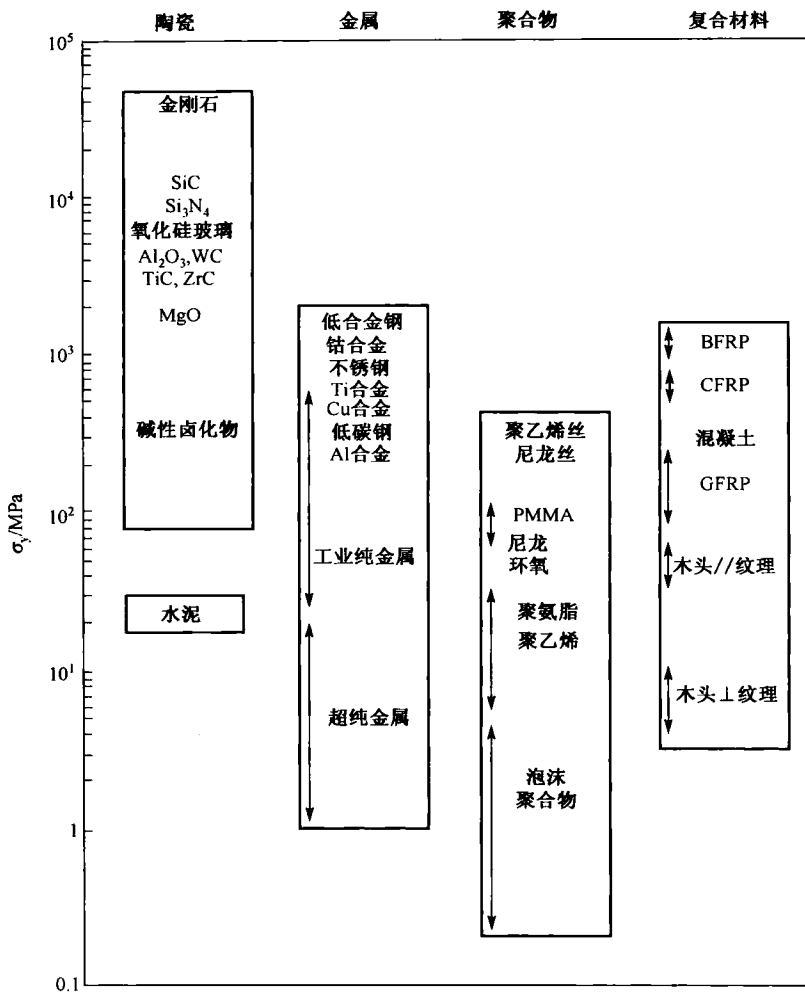 陶瓷
金属
聚合物
复合材料
σy/MPa
10⁵
10⁴
10³
10²
10¹
1
0.1
金刚石
SiC
Si₃N₄
氧化硅玻璃
Al₂O₃,WC
TiC, ZrC
MgO
碱性卤化物
水泥
低合金钢
钴合金
不锈钢
Ti合金
Cu合金
低碳钢
Al合金
工业纯金属
超纯金属
聚乙烯丝
尼龙丝
PMMA
尼龙
环氧
聚氨脂
聚乙烯
泡沫
聚合物
BFRP
CFRP
混凝土
GFRP
木头//纹理
木头⊥纹理